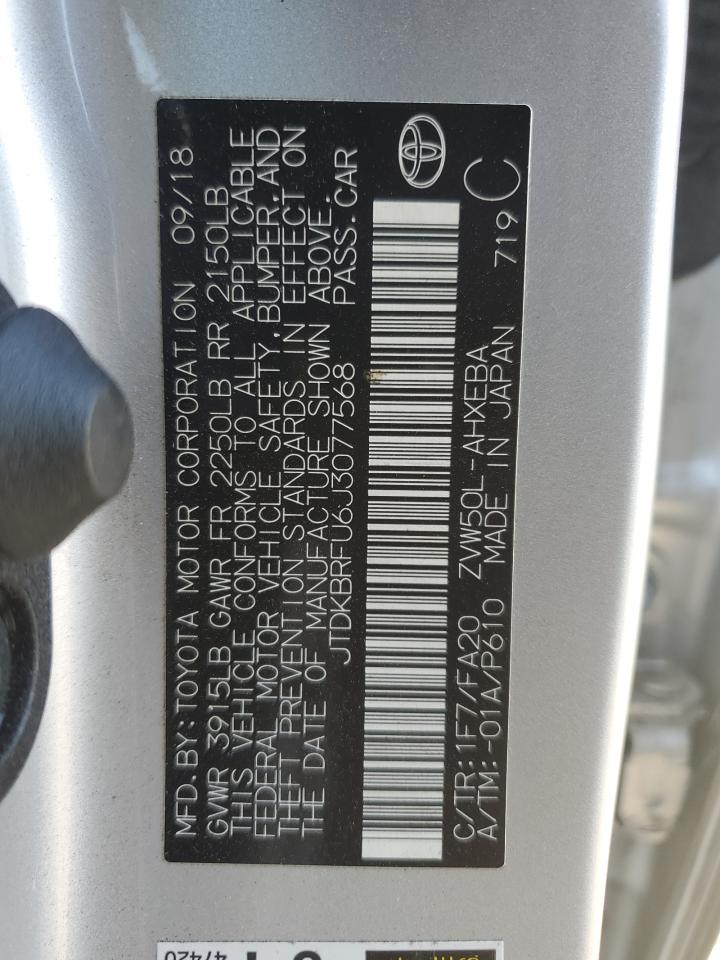 MFD.BY:TOYOTA MOTOR CORPORATION 09/18
GVWR 3915LB GAWR FR 2250LB RR 2150LB
THIS VEHICLE CONFORMS TO ALL APPLICABLE
FEDERAL MOTOR VEHICLE SAFETY,BUMPER,AND
THEFT PREVENTION STANDARDS IN EFFECT ON
THE DATE OF MANUFACTURE SHOWN ABOVE.
JTDKBRFU6J3077568 PASS.CAR
C/TR:1F7/FA20 ZVW50L-AHXEBA
A/TM:-01A/P610 MADE IN JAPAN 719 C
47420